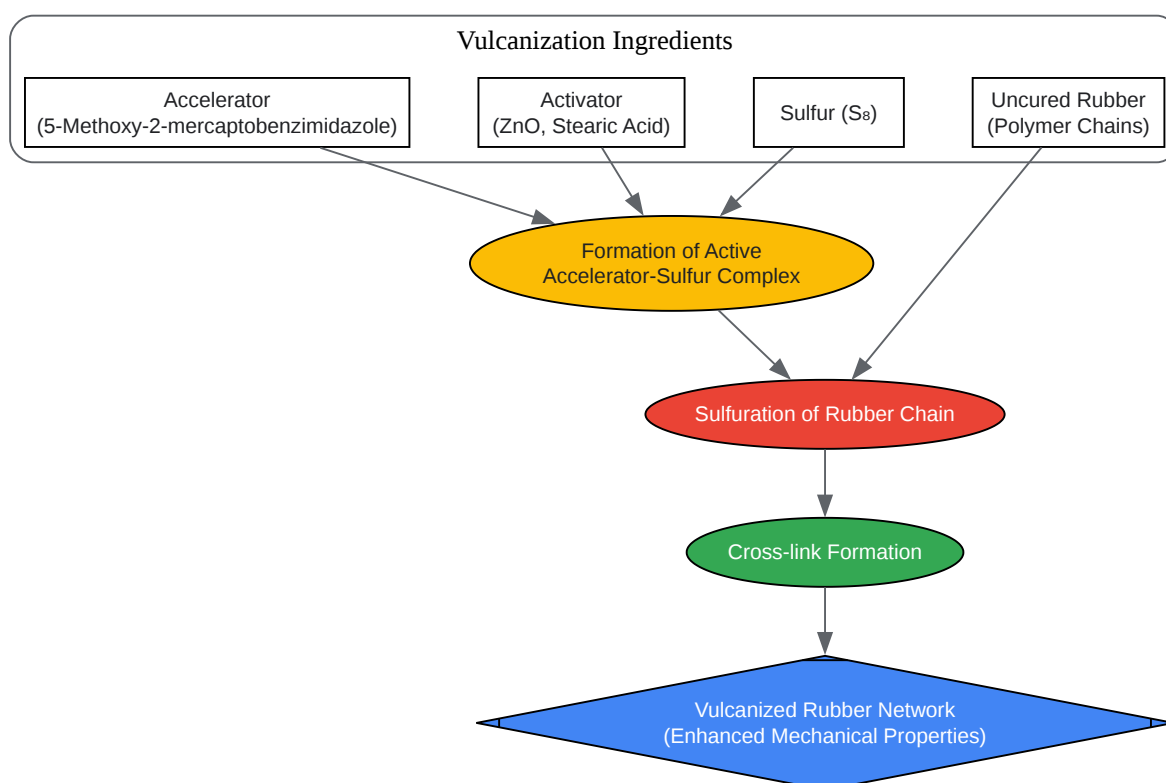 Vulcanization Ingredients
Accelerator
(5-Methoxy-2-mercaptobenzimidazole)
Activator
(ZnO, Stearic Acid)
Sulfur (S₈)
Uncured Rubber
(Polymer Chains)
Formation of Active
Accelerator-Sulfur Complex
Sulfuration of Rubber Chain
Cross-link Formation
Vulcanized Rubber Network
(Enhanced Mechanical Properties)